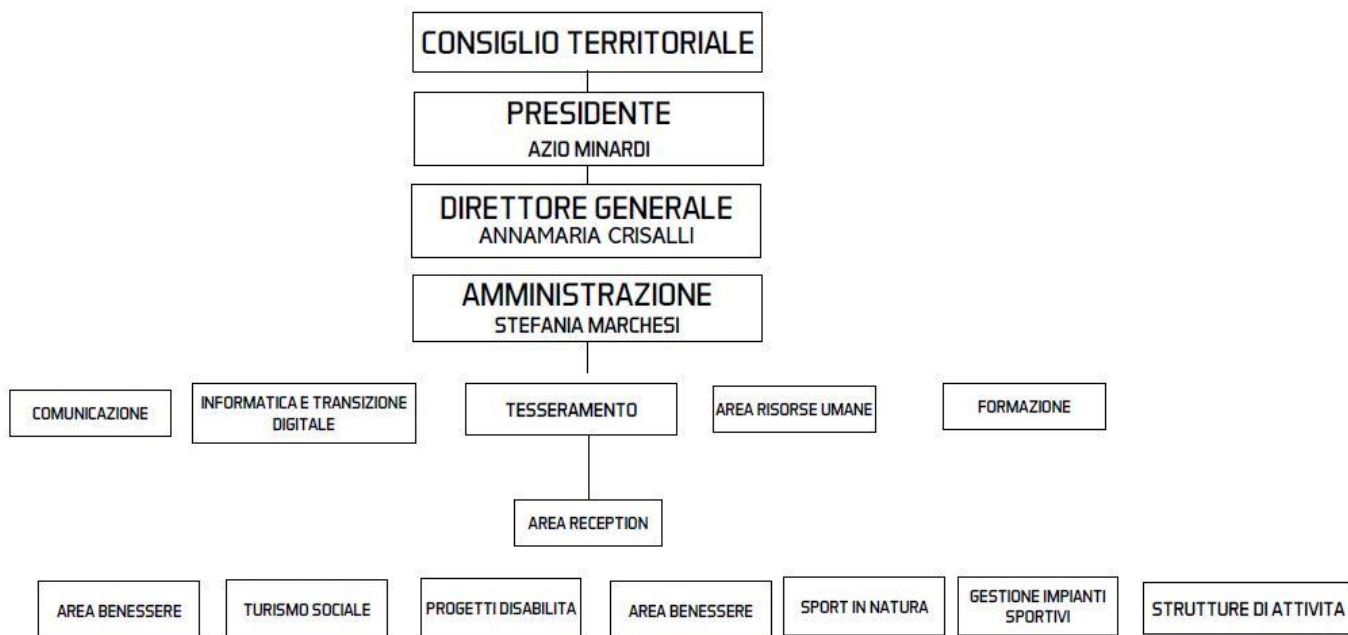 CONSIGLIO TERRITORIALE
PRESIDENTE
AZIO MINARDI
DIRETTORE GENERALE
ANNAMARIA CRISALLI
AMMINISTRAZIONE
STEFANIA MARCHESI
COMUNICAZIONE
INFORMATICA E TRANSIZIONE
DIGITALE
TESSERAMENTO
AREA RISORSE UMANE
FORMAZIONE
AREA RECEPTION
AREA BENESSERE
TURISMO SOCIALE
PROGETTI DISABILITA
AREA BENESSERE
SPORT IN NATURA
GESTIONE IMPIANTI
SPORTIVI
STRUTTURE DI ATTIVITA